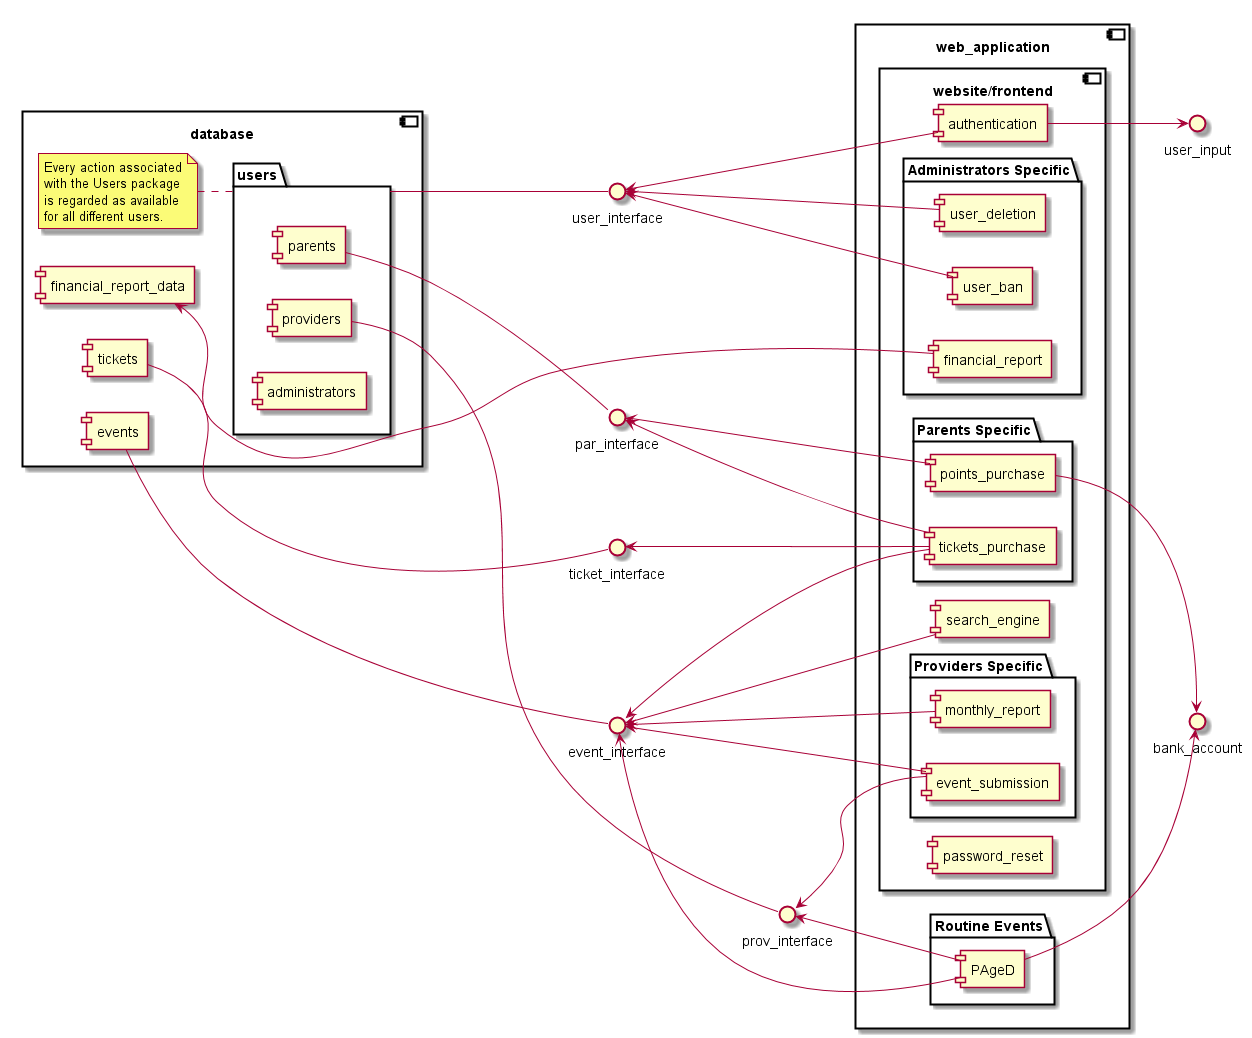 database
Every action associated
with the Users package
is regarded as available
for all different users.
users
parents
providers
administrators
financial_report_data
tickets
events
user_interface
par_interface
ticket_interface
event_interface
prov_interface
web_application
website/frontend
authentication
Administrators Specific
user_deletion
user_ban
financial_report
Parents Specific
points_purchase
tickets_purchase
search_engine
Providers Specific
monthly_report
event_submission
password_reset
Routine Events
PAgeD
user_input
bank_account